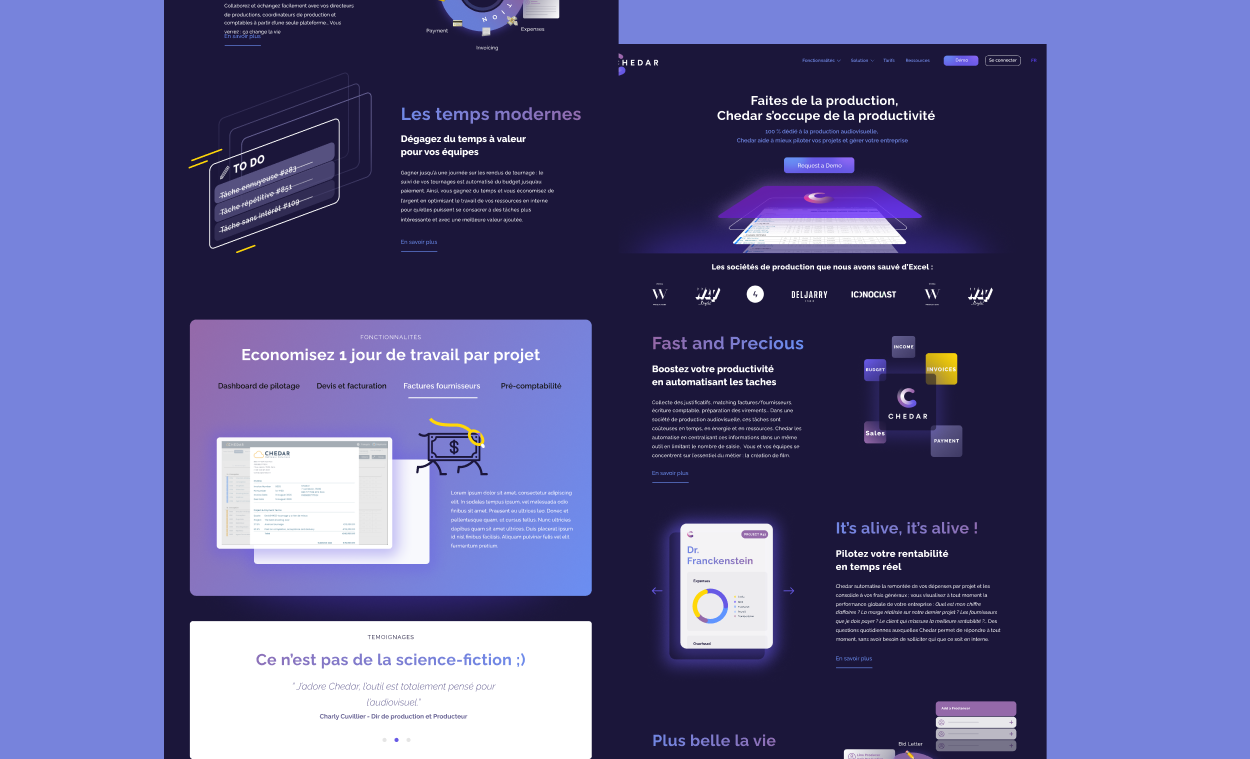 Collaborez et échangez facilement avec vos directeurs
de productions, coordinateurs de production et
comptables à partir d'une seule plateforme... Vous
verrez : ça change la vie
En savoir plus
Payment
Invoicing
Expenses
TO DO
Tâche ennuyeuse #283
Tâche répétitive #851
Tâche sans intérêt #109
Les temps modernes
Dégagez du temps à valeur
pour vos équipes
Gagner jusqu'à une journée sur les rendus de tournage : le
suivi de vos tournages est automatisé du budget jusqu'au
paiement. Ainsi, vous gagnez du temps et vous économisez de
l'argent en optimisant le travail de vos ressources en interne
pour qu'elles puissent se consacrer à des tâches plus
intéressante et avec une meilleure valeur ajoutée.
En savoir plus
FONCTIONNALITÉS
Economisez 1 jour de travail par projet
Dashboard de pilotage
Devis et facturation
Factures fournisseurs
Pré-comptabilité
CHEDAR
$
Lorem ipsum dolor sit amet, consectetur adipiscing
elit. In sodales tempus ipsum, vel malesuada odio
finibus sit amet. Praesent eu ultrices leo. Donec et
pellentesque quam, at cursus tellus. Nunc ultricies
dapibus quam sit amet ultrices. Duis placerat ipsum
id nisl finibus facilisis. Aliquam pulvinar felis vel elit
fermentum pretium.
TEMOIGNAGES
Ce n'est pas de la science-fiction ;)
" J'adore Chedar, l'outil est totalement pensé pour
l'audiovisuel."
Charly Cuvillier - Dir de production et Producteur
CHEDAR
Fonctionnalités
Solution
Tarifs
Ressources
Démo
Se connecter
FR
Faites de la production,
Chedar s'occupe de la productivité
100 % dédié à la production audiovisuelle,
Chedar aide à mieux piloter vos projets et gérer votre entreprise
Request a Demo
Les sociétés de production que nous avons sauvé d'Excel :
W
DELJARRY
ICONOCLAST
W
Fast and Precious
Boostez votre productivité
en automatisant les taches
Collecte des justificatifs, matching factures/fournisseurs,
écriture comptable, préparation des virements... Dans une
société de production audiovisuelle, ces tâches sont
coûteuses en temps, en énergie et en ressources. Chedar les
automatise en centralisant ces informations dans un même
outil en limitant le nombre de saisie... Vous et vos équipes se
concentrent sur l'essentiel du métier : la création de film.
En savoir plus
INCOME
BUDGET
INVOICES
CHEDAR
Sales
PAYMENT
PROJECT #42
Dr.
Franckenstein
Expenses
Overhead
It's alive, it's alive !
Pilotez votre rentabilité
en temps réel
Chedar automatise la remontée de vos dépenses par projet et les
consolide à vos frais généraux : vous visualisez à tout moment la
performance globale de votre entreprise : Quel est mon chiffre
d'affaires ? La marge réalisée sur notre dernier projet ? Les fournisseurs
que je dois payer ? Le client qui m'assure la meilleure rentabilité ?... Des
questions quotidiennes auxquelles Chedar permet de répondre à tout
moment, sans avoir besoin de solliciter qui que ce soit en interne.
En savoir plus
Plus belle la vie
Add a Freelancer
Bid Letter